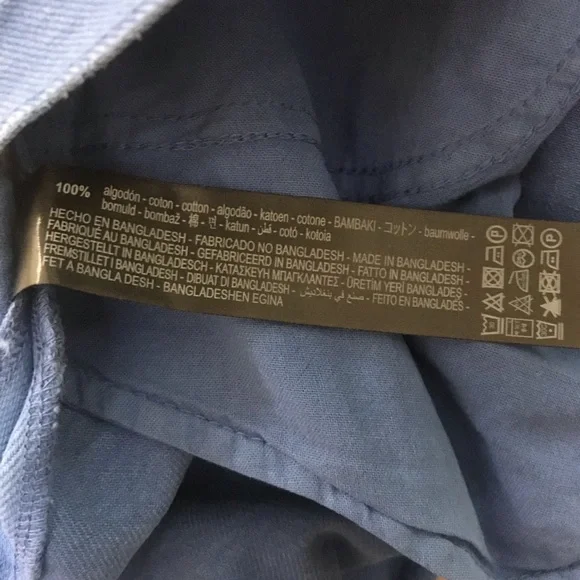 100% algodón - coton - cotton - algodão - katoen - cotone - BAMBAKI - コットン - baumwolle -
bomuld - bombaž - 棉 - 면 - katun - قطن - cotó - kotoia
HECHO EN BANGLADESH - FABRICADO NO BANGLADESH - MADE IN BANGLADESH -
FABRIQUÉ AU BANGLADESH - GEFABRICEERD IN BANGLADESH - FATTO IN BANGLADESH -
HERGESTELLT IN BANGLADESCH - ΚΑΤΑΣΚΕΥΗ ΜΠΑΓΚΛΑΝΤΕΣ - ÜRETİM YERİ BANGLADEŞ -
FREMSTILLET I BANGLADESH - DIBUAT DI BANGLADESH - صنع في بنغلاديش - FEITO EN BANGLADÉS -
FET A BANGLA DESH - BANGLADESHEN EGINA
P
P